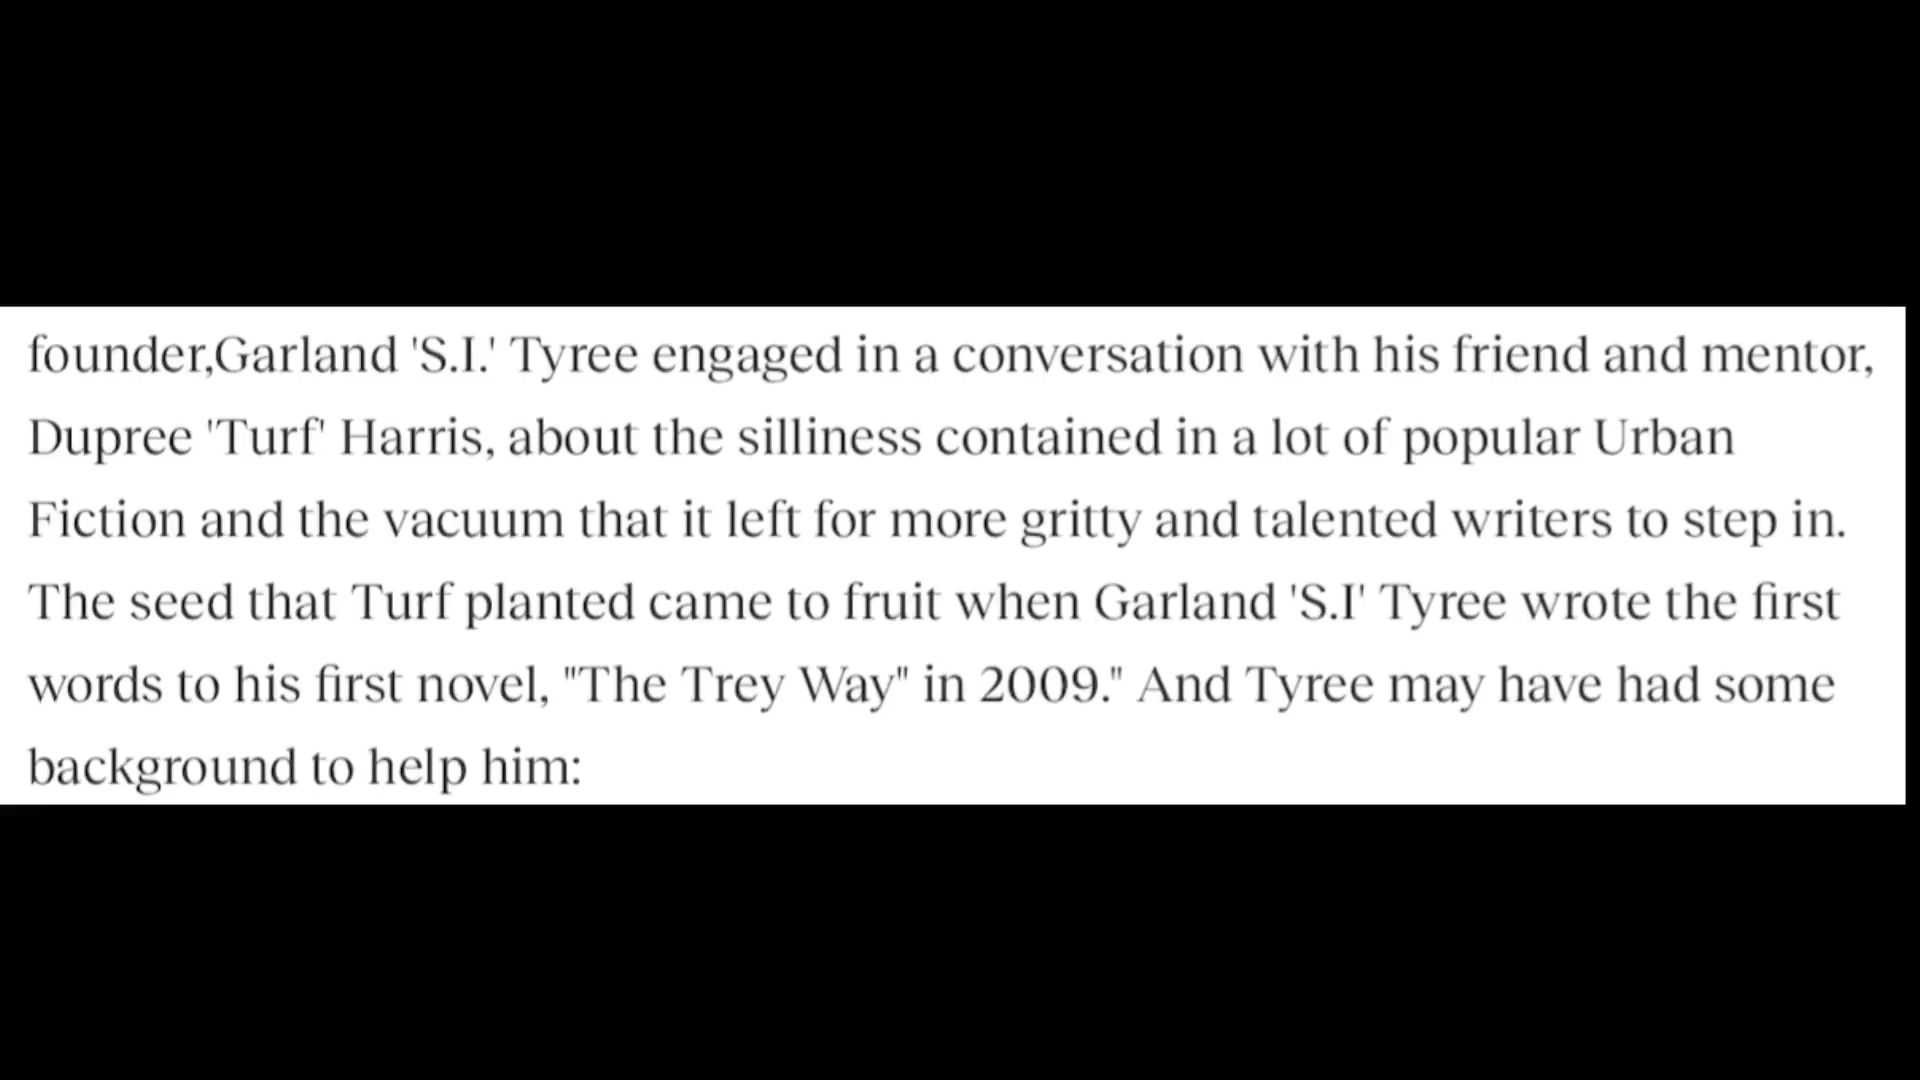 founder,Garland 'S.I.' Tyree engaged in a conversation with his friend and mentor,
Dupree 'Turf' Harris, about the silliness contained in a lot of popular Urban
Fiction and the vacuum that it left for more gritty and talented writers to step in.
The seed that Turf planted came to fruit when Garland 'S.I' Tyree wrote the first
words to his first novel, "The Trey Way" in 2009." And Tyree may have had some
background to help him: